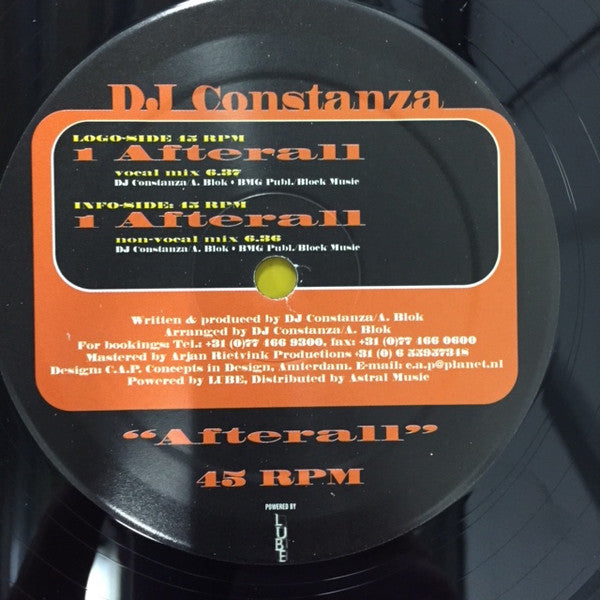 DJ Constanza
LOGO-SIDE 45 RPM
1 Afterall
vocal mix 6.37
DJ Constanza/A. Blok • BMG Publ./Block Music
INFO-SIDE: 45 RPM
1 Afterall
non-vocal mix 6.36
DJ Constanza/A. Blok • BMG Publ./Block Music
Written & produced by DJ Constanza/A. Blok
Arranged by DJ Constanza/A. Blok
For bookings: Tel.: +31 (0)77 466 9300, fax: +31 (0)77 466 0600
Mastered by Arjan Rietvink Productions +31 (0) 6 55957348
Design: C.A.P. Concepts in Design, Amterdam. E-mail: c.a.p@planet.nl
Powered by LUBE, Distributed by Astral Music
“Afterall”
45 RPM
POWERED BY
LUBE